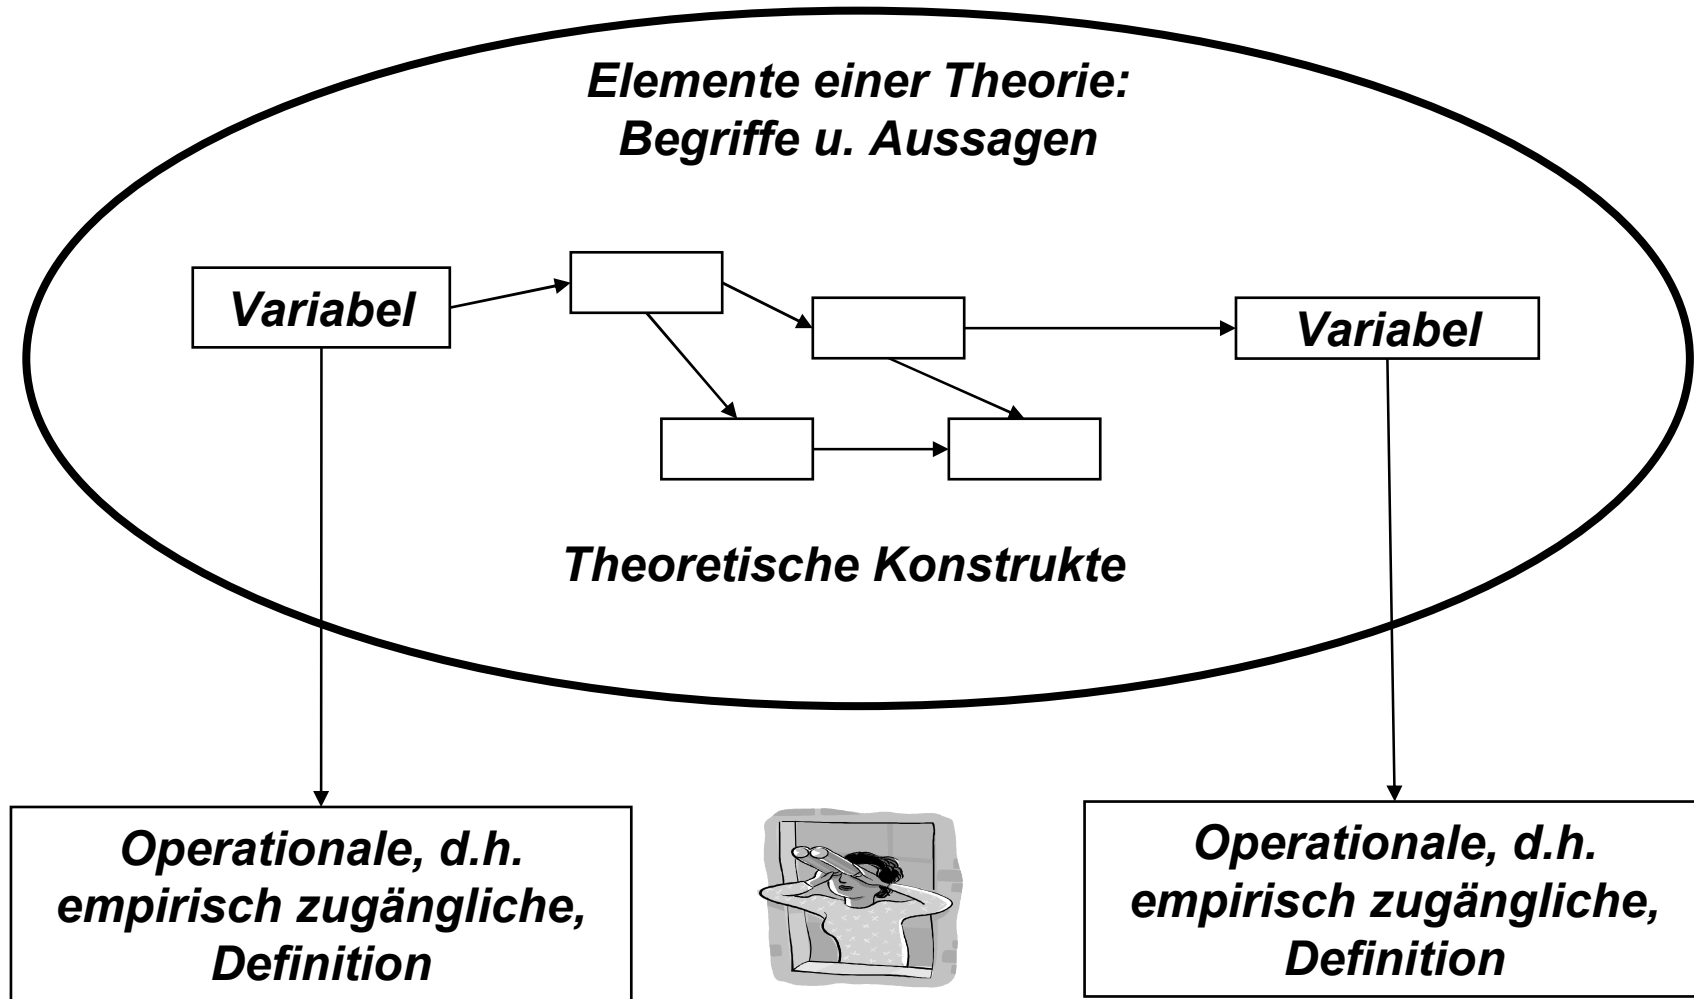 Elemente einer Theorie:
Begriffe u. Aussagen
Variabel
Variabel
Theoretische Konstrukte
Operationale, d.h.
empirisch zugängliche,
Definition
Operationale, d.h.
empirisch zugängliche,
Definition